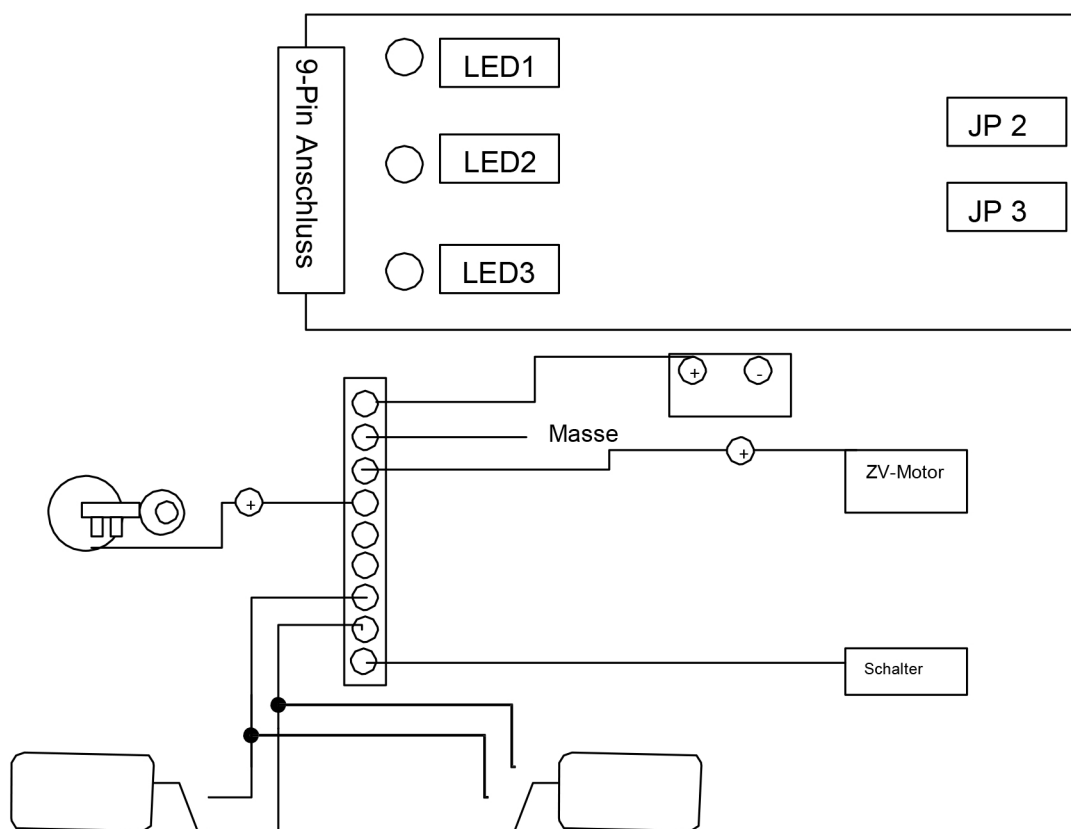 9-Pin Anschluss
LED1
LED2
LED3
JP 2
JP 3
+ -
Masse
+
ZV-Motor
+
Schalter